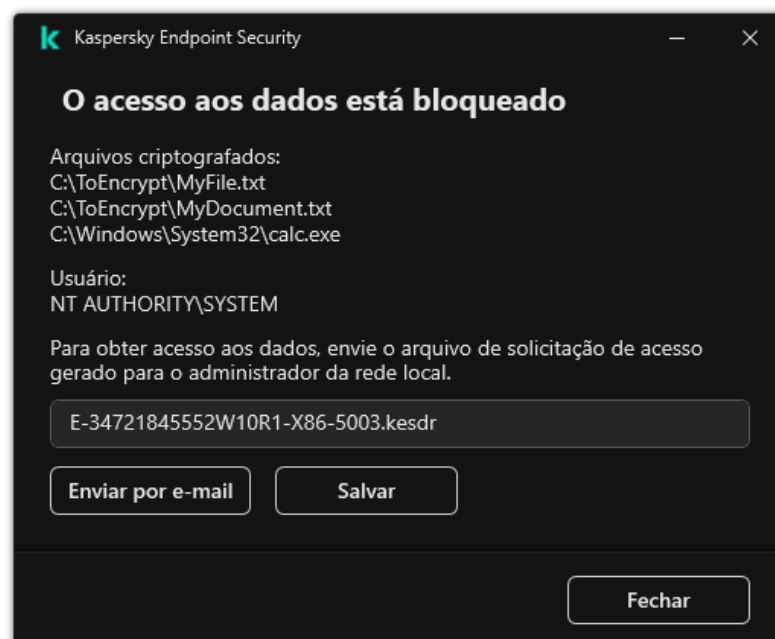 Kaspersky Endpoint Security
O acesso aos dados está bloqueado
Arquivos criptografados:
C:\ToEncrypt\MyFile.txt
C:\ToEncrypt\MyDocument.txt
C:\Windows\System32\calc.exe
Usuário:
NT AUTHORITY\SYSTEM
Para obter acesso aos dados, envie o arquivo de solicitação de acesso
gerado para o administrador da rede local.
E-34721845552W10R1-X86-5003.kesdr
Enviar por e-mail
Salvar
Fechar